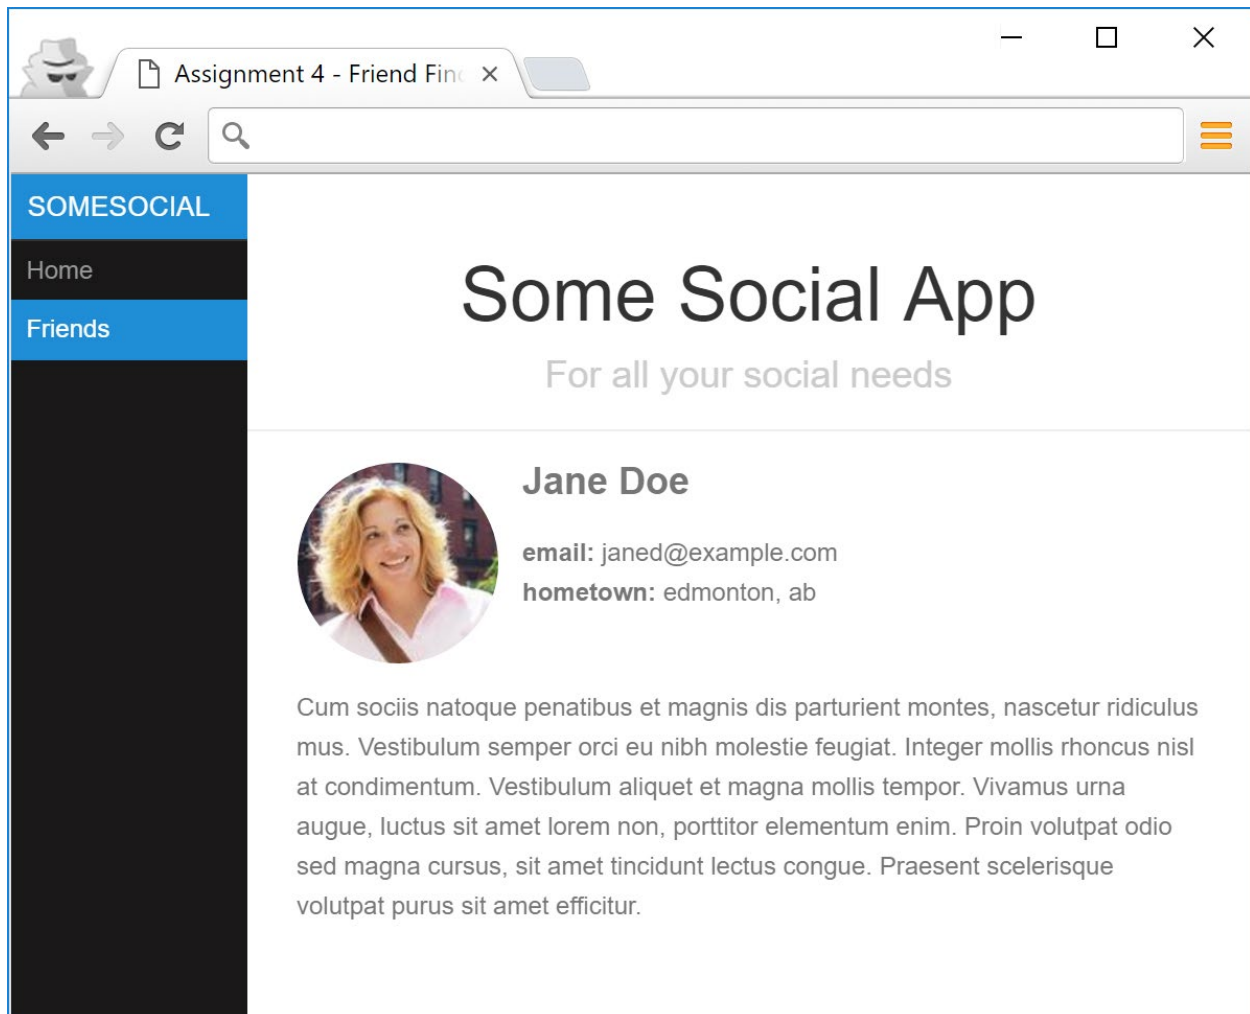 Assignment 4 - Friend Fin
SOMESOCIAL
Home
Friends
Some Social App
For all your social needs
Jane Doe
email: janed@example.com
hometown: edmonton, ab
Cum sociis natoque penatibus et magnis dis parturient montes, nascetur ridiculus
mus. Vestibulum semper orci eu nibh molestie feugiat. Integer mollis rhoncus nisl
at condimentum. Vestibulum aliquet et magna mollis tempor. Vivamus urna
augue, luctus sit amet lorem non, porttitor elementum enim. Proin volutpat odio
sed magna cursus, sit amet tincidunt lectus congue. Praesent scelerisque
volutpat purus sit amet efficitur.